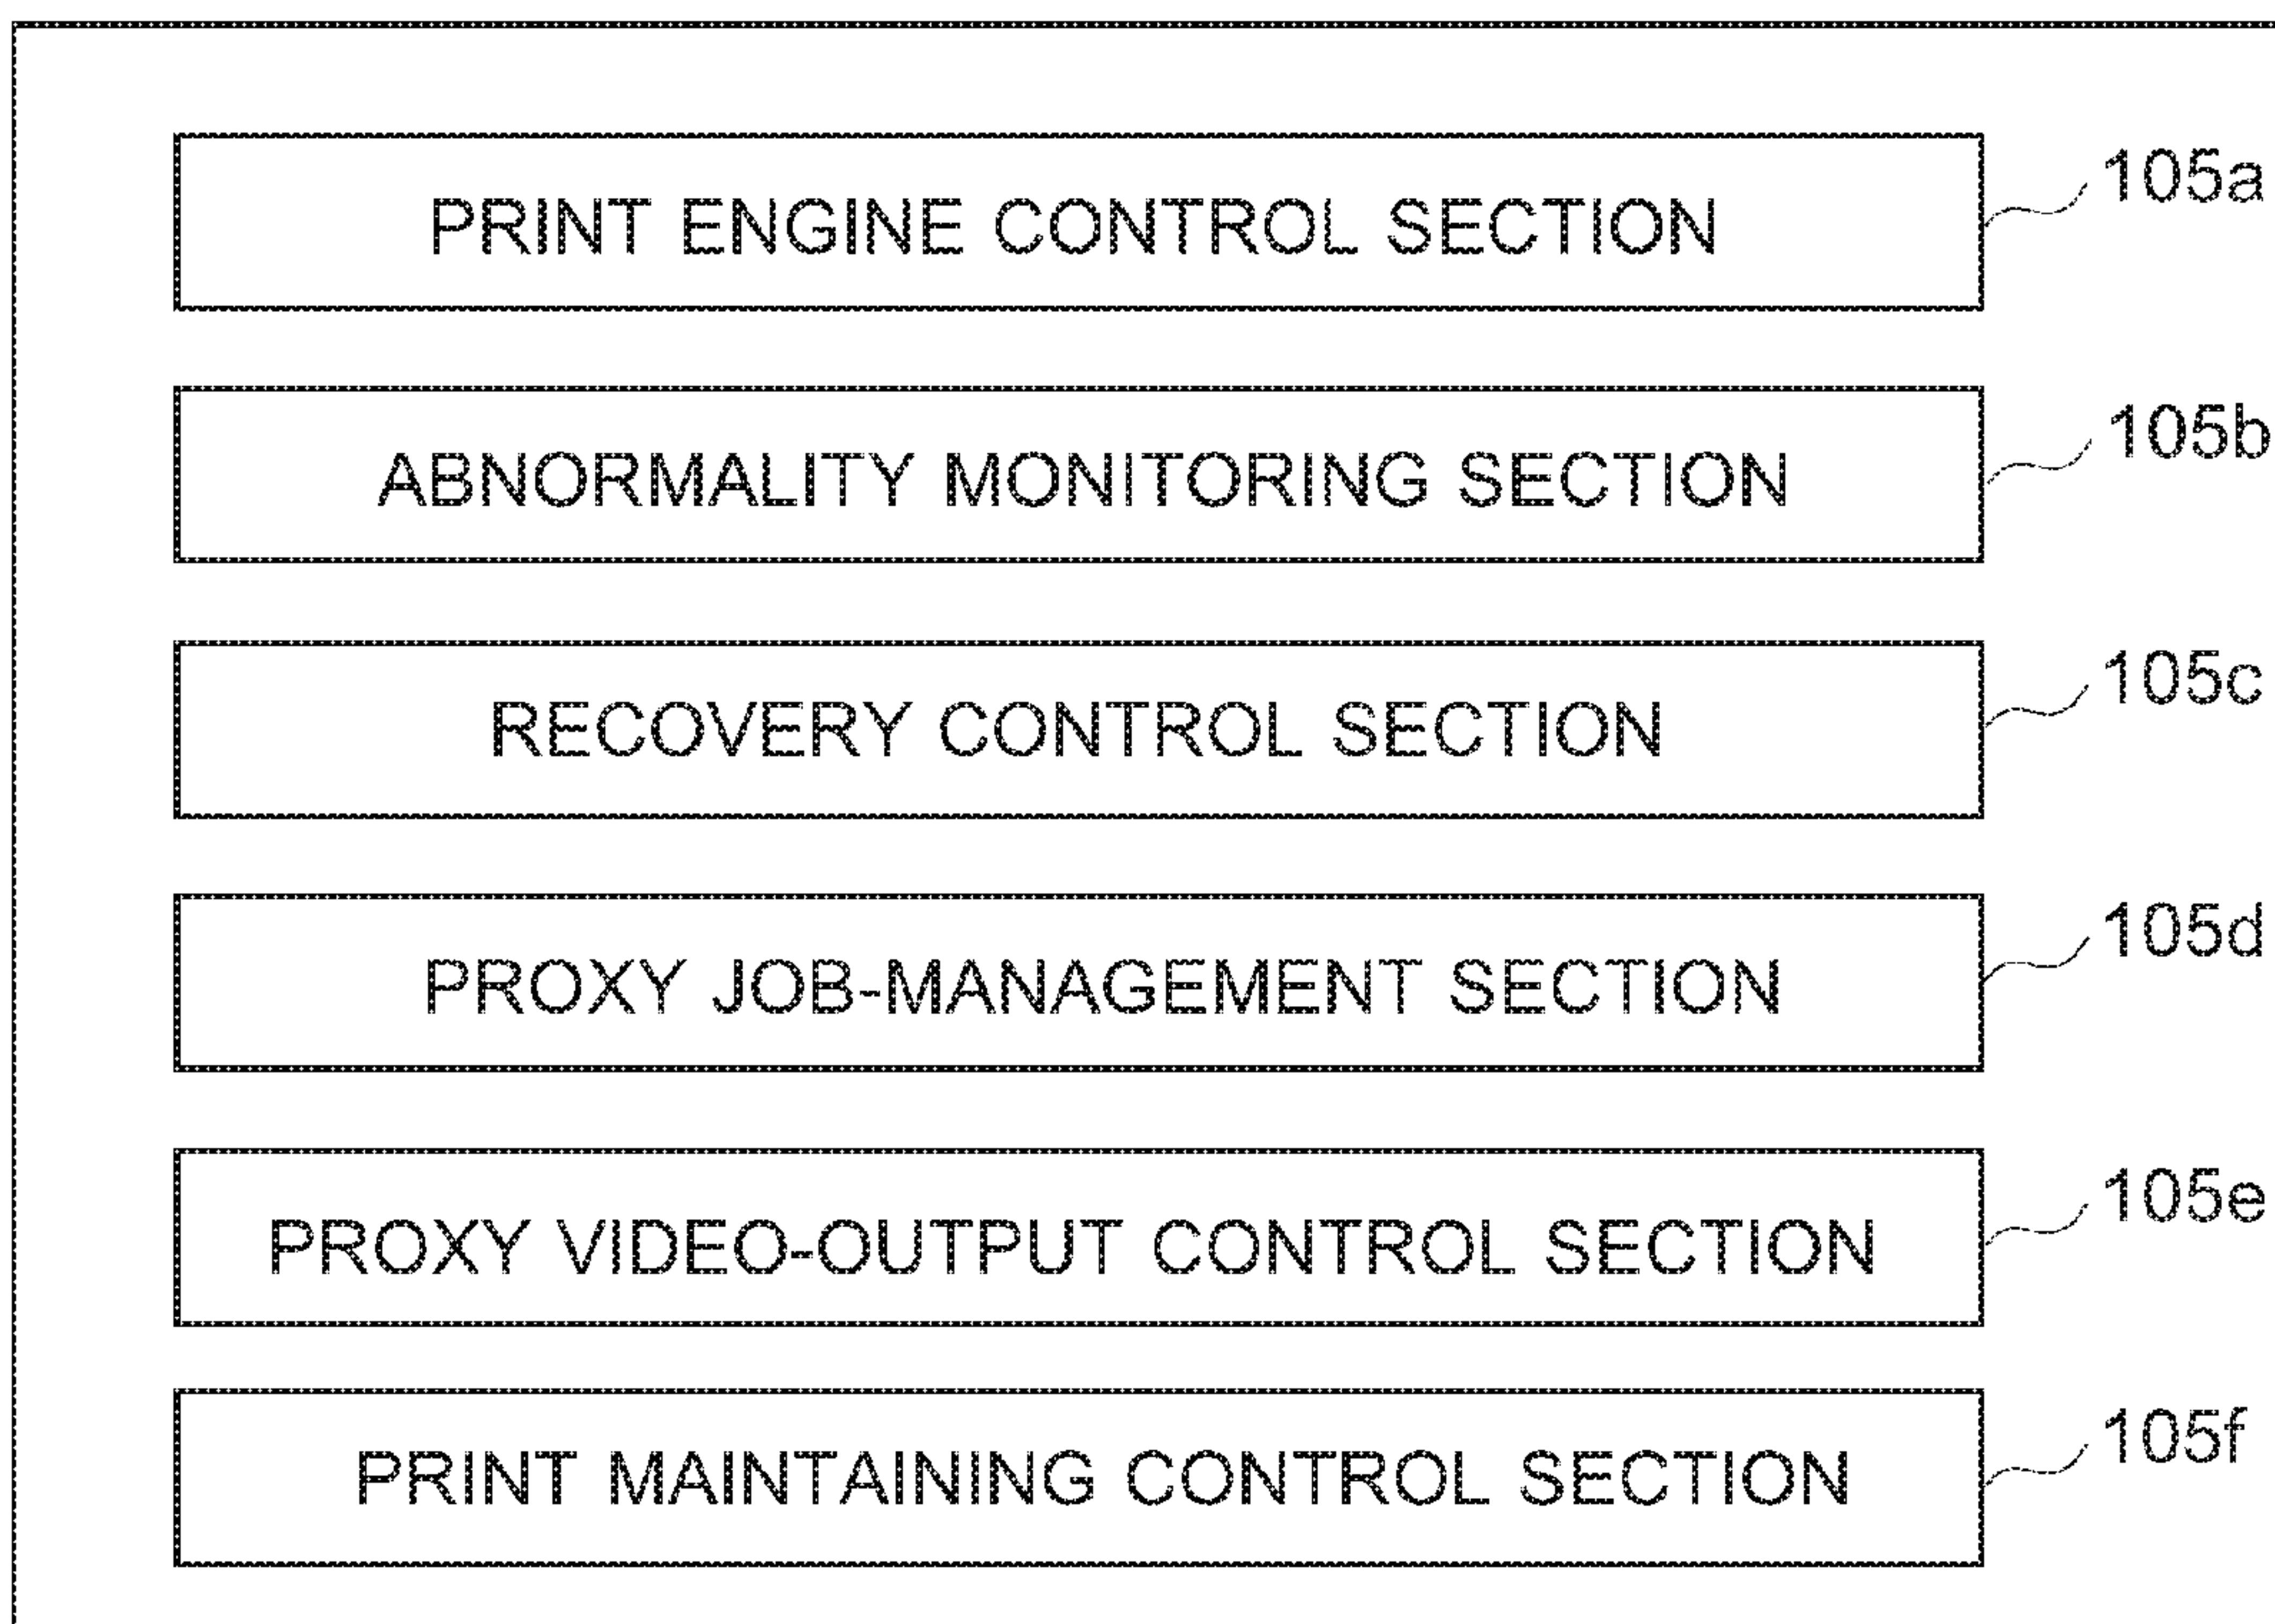 PRINT ENGINE CONTROL SECTION 105a
ABNORMALITY MONITORING SECTION 105b
RECOVERY CONTROL SECTION 105c
PROXY JOB-MANAGEMENT SECTION 105d
PROXY VIDEO-OUTPUT CONTROL SECTION 105e
PRINT MAINTAINING CONTROL SECTION 105f